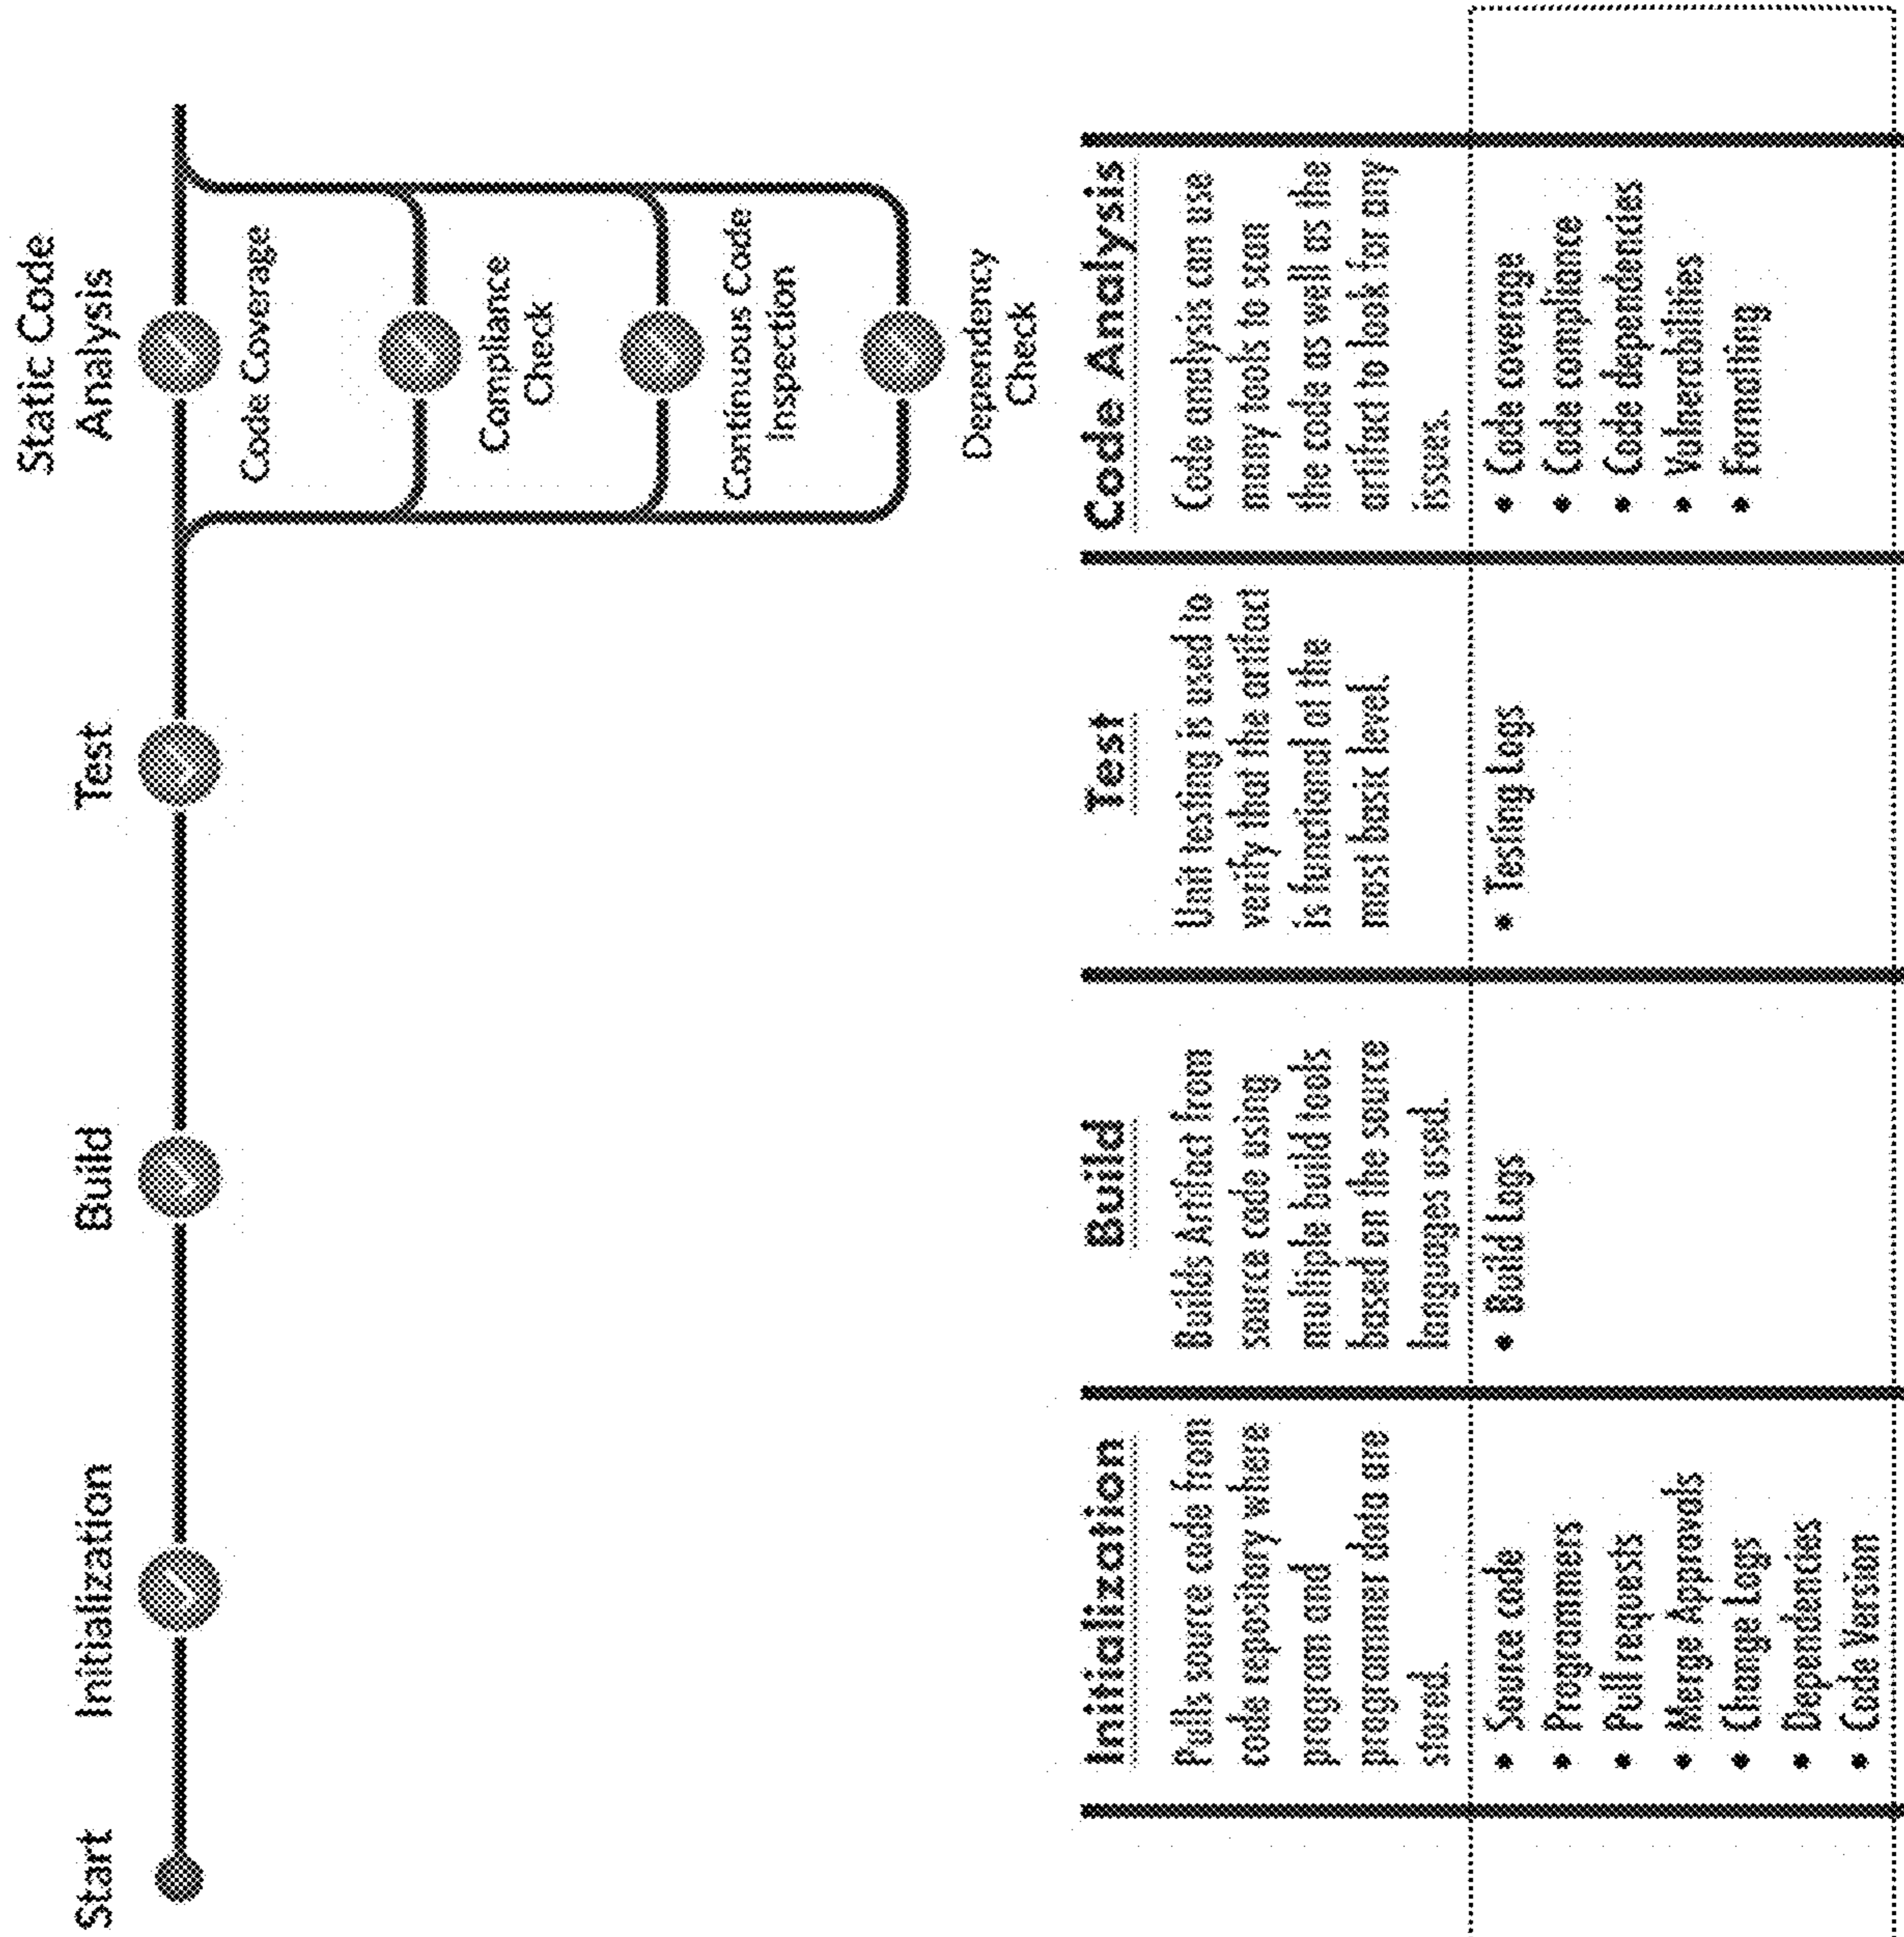 Start
Initialization
Build
Test
Static Code
Analysis
Code Coverage
Compliance
Check
Continuous Code
Inspection
Dependency
Check
Initialization
Pulls source code from
code repository where
program and
programmer data are
stored.
• Source code
• Programmers
• Pull requests
• Merge Approvals
• Change Logs
• Dependencies
• Code Version
Build
Builds Artifact from
source code using
multiple build tools
based on the source
languages used.
• Build Logs
Test
Unit testing is used to
verify that the artifact
is functional at the
most basic level.
• Testing Logs
Code Analysis
Code analysis can use
many tools to scan
the code as well as the
artifact to look for any
issues.
• Code coverage
• Code compliance
• Code dependencies
• Vulnerabilities
• Formatting